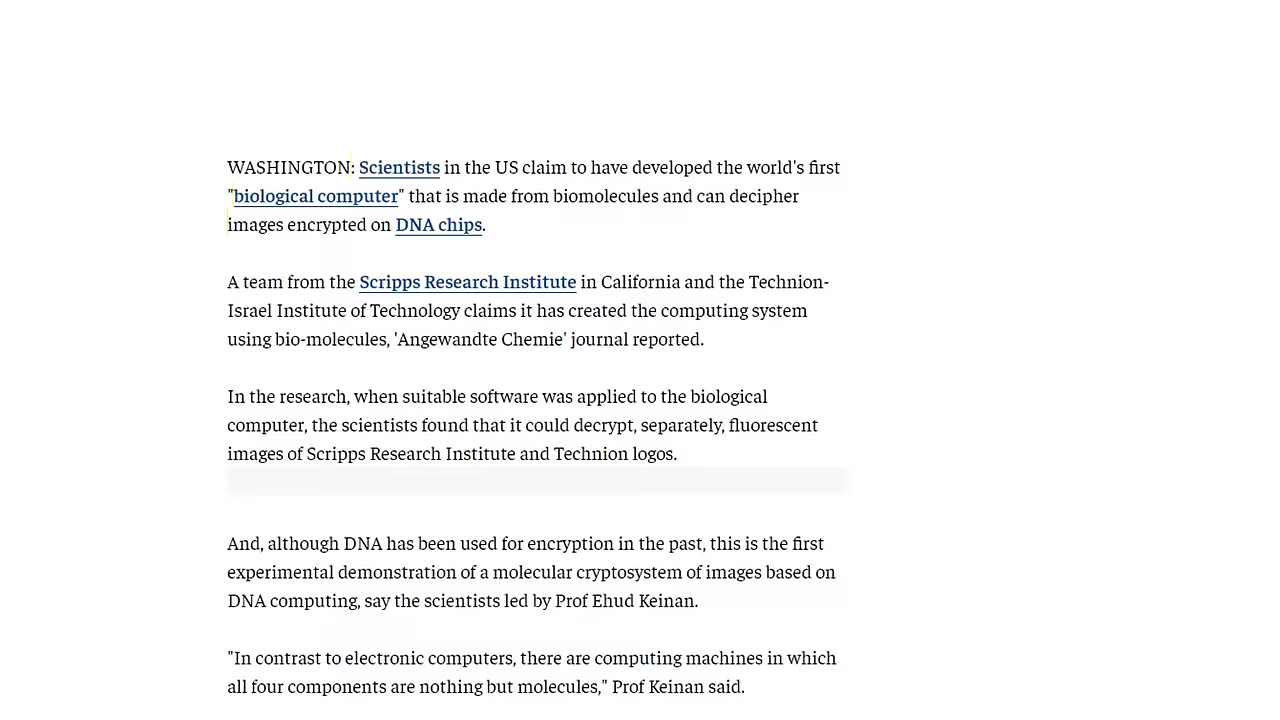 WASHINGTON: Scientists in the US claim to have developed the world's first
"biological computer" that is made from biomolecules and can decipher
images encrypted on DNA chips.
A team from the Scripps Research Institute in California and the Technion-
Israel Institute of Technology claims it has created the computing system
using bio-molecules, 'Angewandte Chemie' journal reported.
In the research, when suitable software was applied to the biological
computer, the scientists found that it could decrypt, separately, fluorescent
images of Scripps Research Institute and Technion logos.
And, although DNA has been used for encryption in the past, this is the first
experimental demonstration of a molecular cryptosystem of images based on
DNA computing, say the scientists led by Prof Ehud Keinan.
"In contrast to electronic computers, there are computing machines in which
all four components are nothing but molecules," Prof Keinan said.